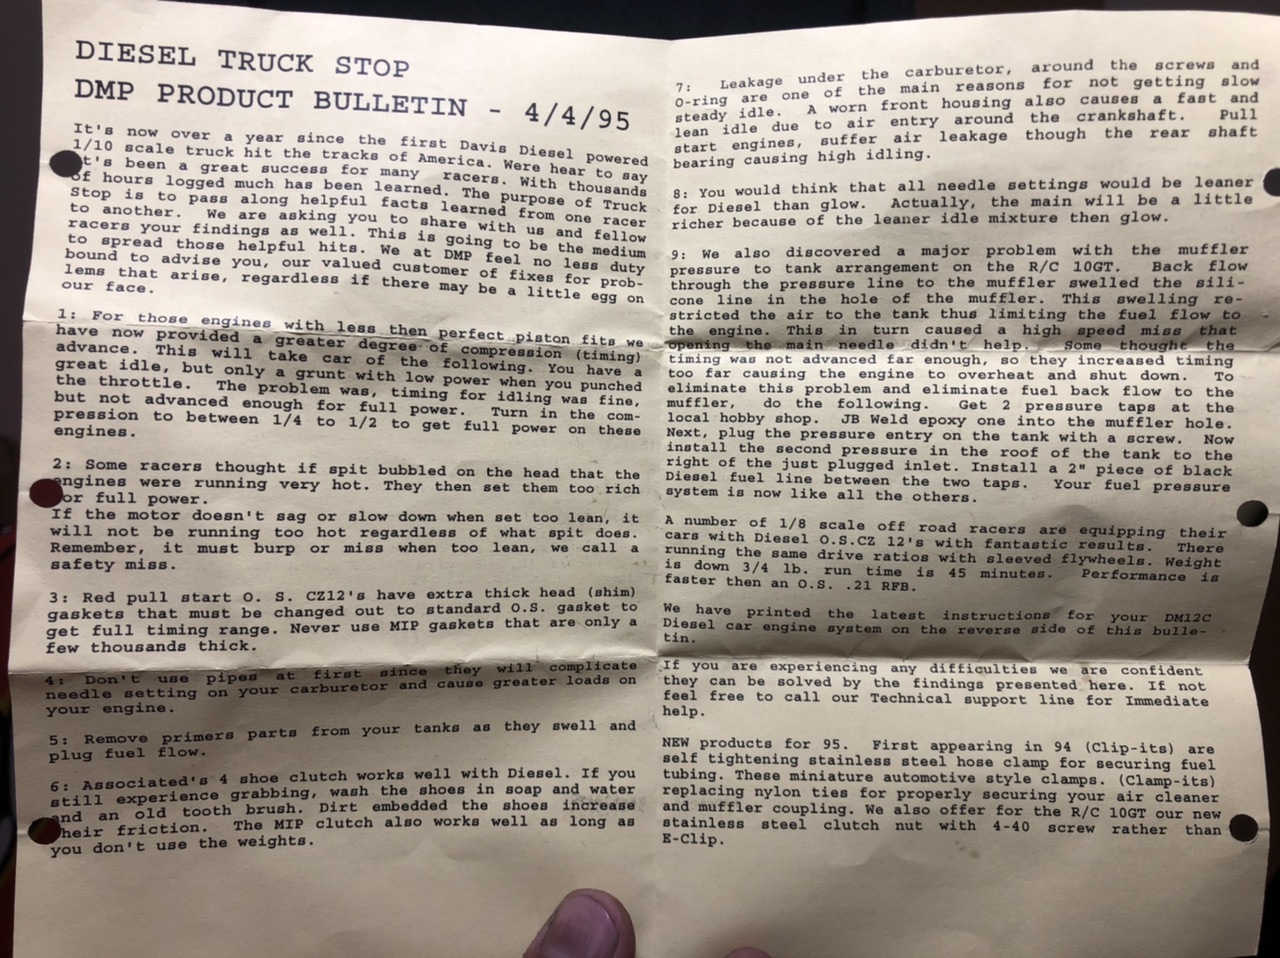 DIESEL TRUCK STOP
DMP PRODUCT BULLETIN - 4/4/95
It's now over a year since the first Davis Diesel powered
1/10 scale truck hit the tracks of America. Were hear to say
t's been a great success for many racers. With thousands
of hours logged much has been learned. The purpose of Truck
Stop is to pass along helpful facts learned from one racer
to another. We are asking you to share with us and fellow
racers your findings as well. This is going to be the medium
to spread those helpful hits. We at DMP feel no less duty
bound to advise you, our valued customer of fixes for prob-
lems that arise, regardless if there may be a little egg on
our face.
1: For those engines with less then perfect piston fits we
have now provided a greater degree of compression (timing)
advance. This will take car of the following. You have a
great idle, but only a grunt with low power when you punched
the throttle. The problem was, timing for idling was fine,
but not advanced enough for full power. Turn in the com-
pression to between 1/4 to 1/2 to get full power on these
engines.
2: Some racers thought if spit bubbled on the head that the
engines were running very hot. They then set them too rich
for full power.
If the motor doesn't sag or slow down when set too lean, it
will not be running too hot regardless of what spit does.
Remember, it must burp or miss when too lean, we call a
safety miss.
3: Red pull start O. S. CZ12's have extra thick head (shim)
gaskets that must be changed out to standard O.S. gasket to
get full timing range. Never use MIP gaskets that are only a
few thousands thick.
4: Don't use pipes at first since they will complicate
needle setting on your carburetor and cause greater loads on
your engine.
5: Remove primers parts from your tanks as they swell and
plug fuel flow.
6: Associated's 4 shoe clutch works well with Diesel. If you
still experience grabbing, wash the shoes in soap and water
and an old tooth brush. Dirt embedded the shoes increase
their friction. The MIP clutch also works well as long as
you don't use the weights.
7: Leakage under the carburetor, around the screws and
O-ring are one of the main reasons for not getting slow
steady idle. A worn front housing also causes a fast and
lean idle due to air entry around the crankshaft. Pull
start engines, suffer air leakage though the rear shaft
bearing causing high idling.
8: You would think that all needle settings would be leaner
for Diesel than glow. Actually, the main will be a little
richer because of the leaner idle mixture then glow.
9: We also discovered a major problem with the muffler
pressure to tank arrangement on the R/C 10GT. Back flow
through the pressure line to the muffler swelled the sili-
cone line in the hole of the muffler. This swelling re-
stricted the air to the tank thus limiting the fuel flow to
the engine. This in turn caused a high speed miss that
opening the main needle didn't help. Some thought the
timing was not advanced far enough, so they increased timing
too far causing the engine to overheat and shut down. To
eliminate this problem and eliminate fuel back flow to the
muffler, do the following. Get 2 pressure taps at the
local hobby shop. JB Weld epoxy one into the muffler hole.
Next, plug the pressure entry on the tank with a screw. Now
install the second pressure in the roof of the tank to the
right of the just plugged inlet. Install a 2" piece of black
Diesel fuel line between the two taps. Your fuel pressure
system is now like all the others.
A number of 1/8 scale off road racers are equipping their
cars with Diesel O.S.CZ 12's with fantastic results. There
running the same drive ratios with sleeved flywheels. Weight
is down 3/4 lb. run time is 45 minutes. Performance is
faster then an O.S. .21 RFB.
We have printed the latest instructions for your DM12C
Diesel car engine system on the reverse side of this bulle-
tin.
If you are experiencing any difficulties we are confident
they can be solved by the findings presented here. If not
feel free to call our Technical support line for Immediate
help.
NEW products for 95. First appearing in 94 (Clip-its) are
self tightening stainless steel hose clamp for securing fuel
tubing. These miniature automotive style clamps. (Clamp-its)
replacing nylon ties for properly securing your air cleaner
and muffler coupling. We also offer for the R/C 10GT our new
stainless steel clutch nut with 4-40 screw rather than
E-Clip.